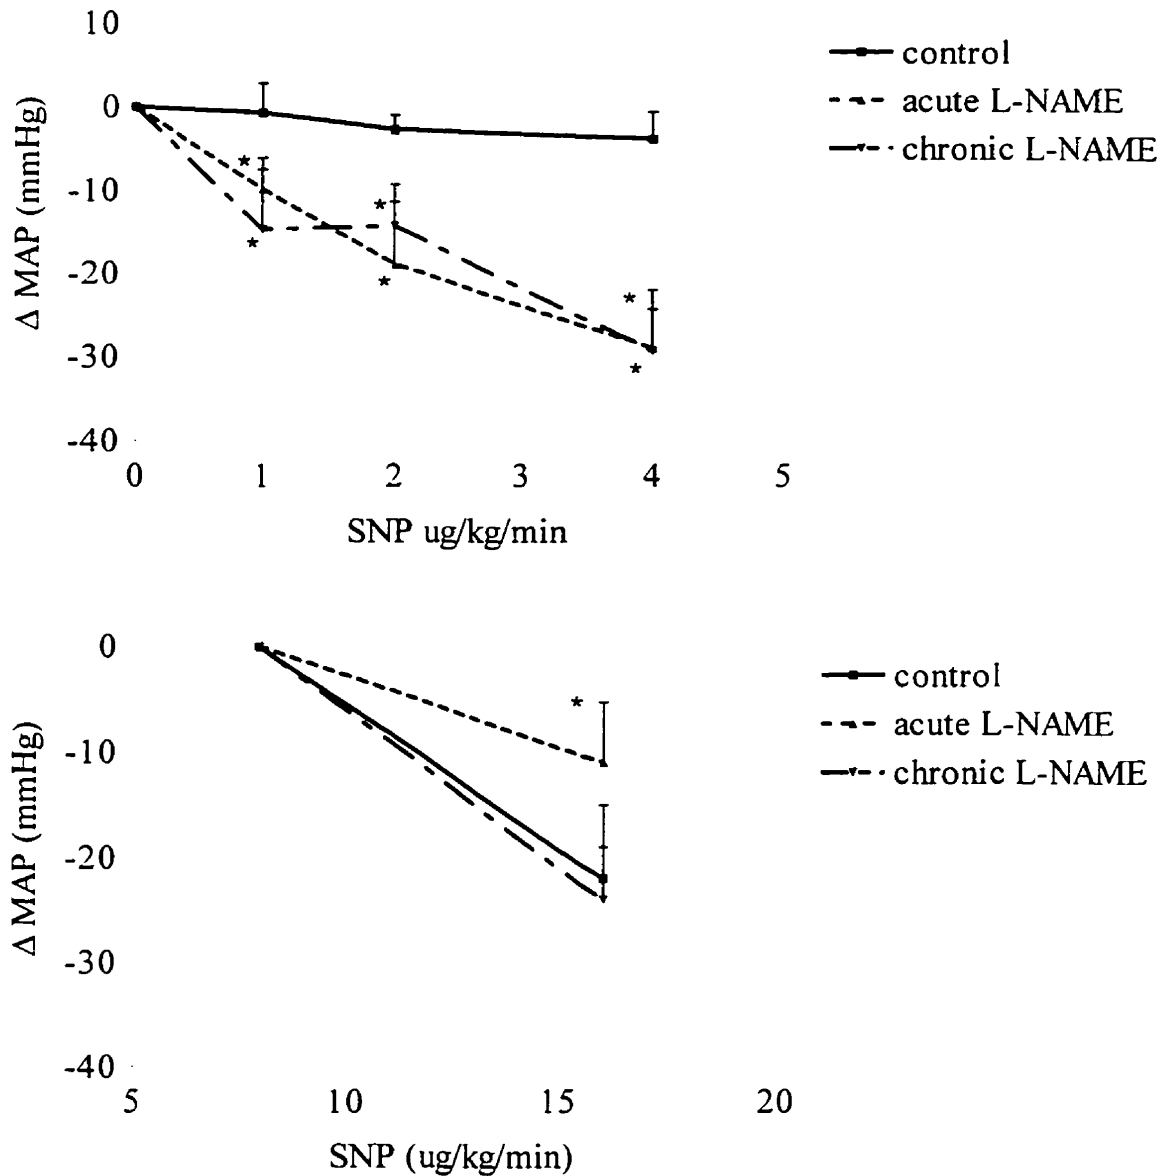 10
0
-10
-20
-30
-40
Δ MAP (mmHg)
*
*
*
*
*
*
0 1 2 3 4 5
SNP ug/kg/min
control
acute L-NAME
chronic L-NAME
0
-10
-20
-30
-40
Δ MAP (mmHg)
*
5 10 15 20
SNP (ug/kg/min)
control
acute L-NAME
chronic L-NAME